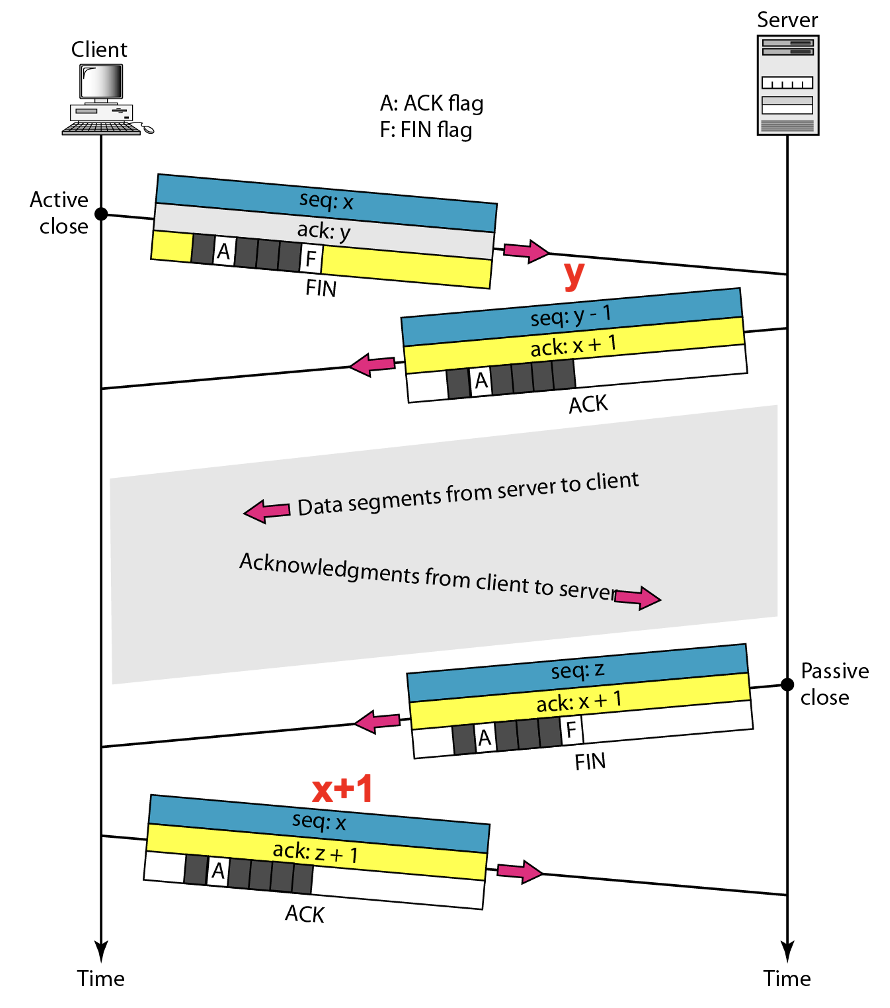 Server
Client
A: ACK flag
F: FIN flag
Active
close
seq: x
ack: y
A
F
FIN
y
seq: y - 1
ack: x + 1
A
ACK
Data segments from server to client
Acknowledgments from client to server
Passive
close
seq: z
ack: x + 1
A
F
FIN
x+1
seq: x
ack: z + 1
A
ACK
Time
Time